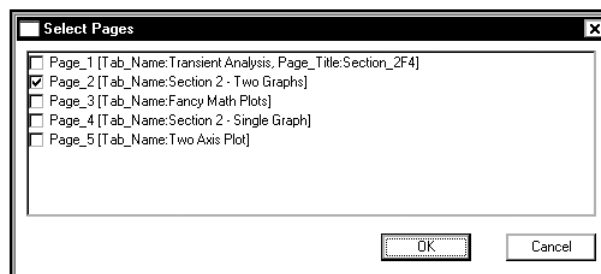 Select Pages
Page_1 [Tab_Name:Transient Analysis, Page_Title:Section_2F4]
Page_2 [Tab_Name:Section 2 - Two Graphs]
Page_3 [Tab_Name:Fancy Math Plots]
Page_4 [Tab_Name:Section 2 - Single Graph]
Page_5 [Tab_Name:Two Axis Plot]
OK Cancel